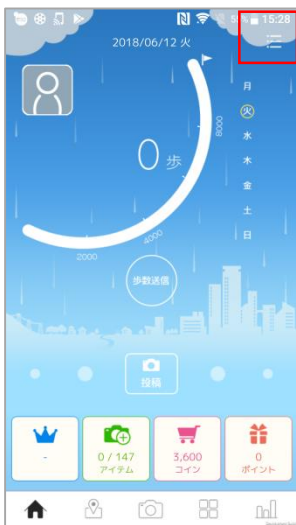 15:28
2018/06/12 火
月
火
水
木
金
土
日
8000
0 歩
4000
2000
歩数送信
投稿
-
0 / 147
アイテム
3,600
コイン
0
ポイント